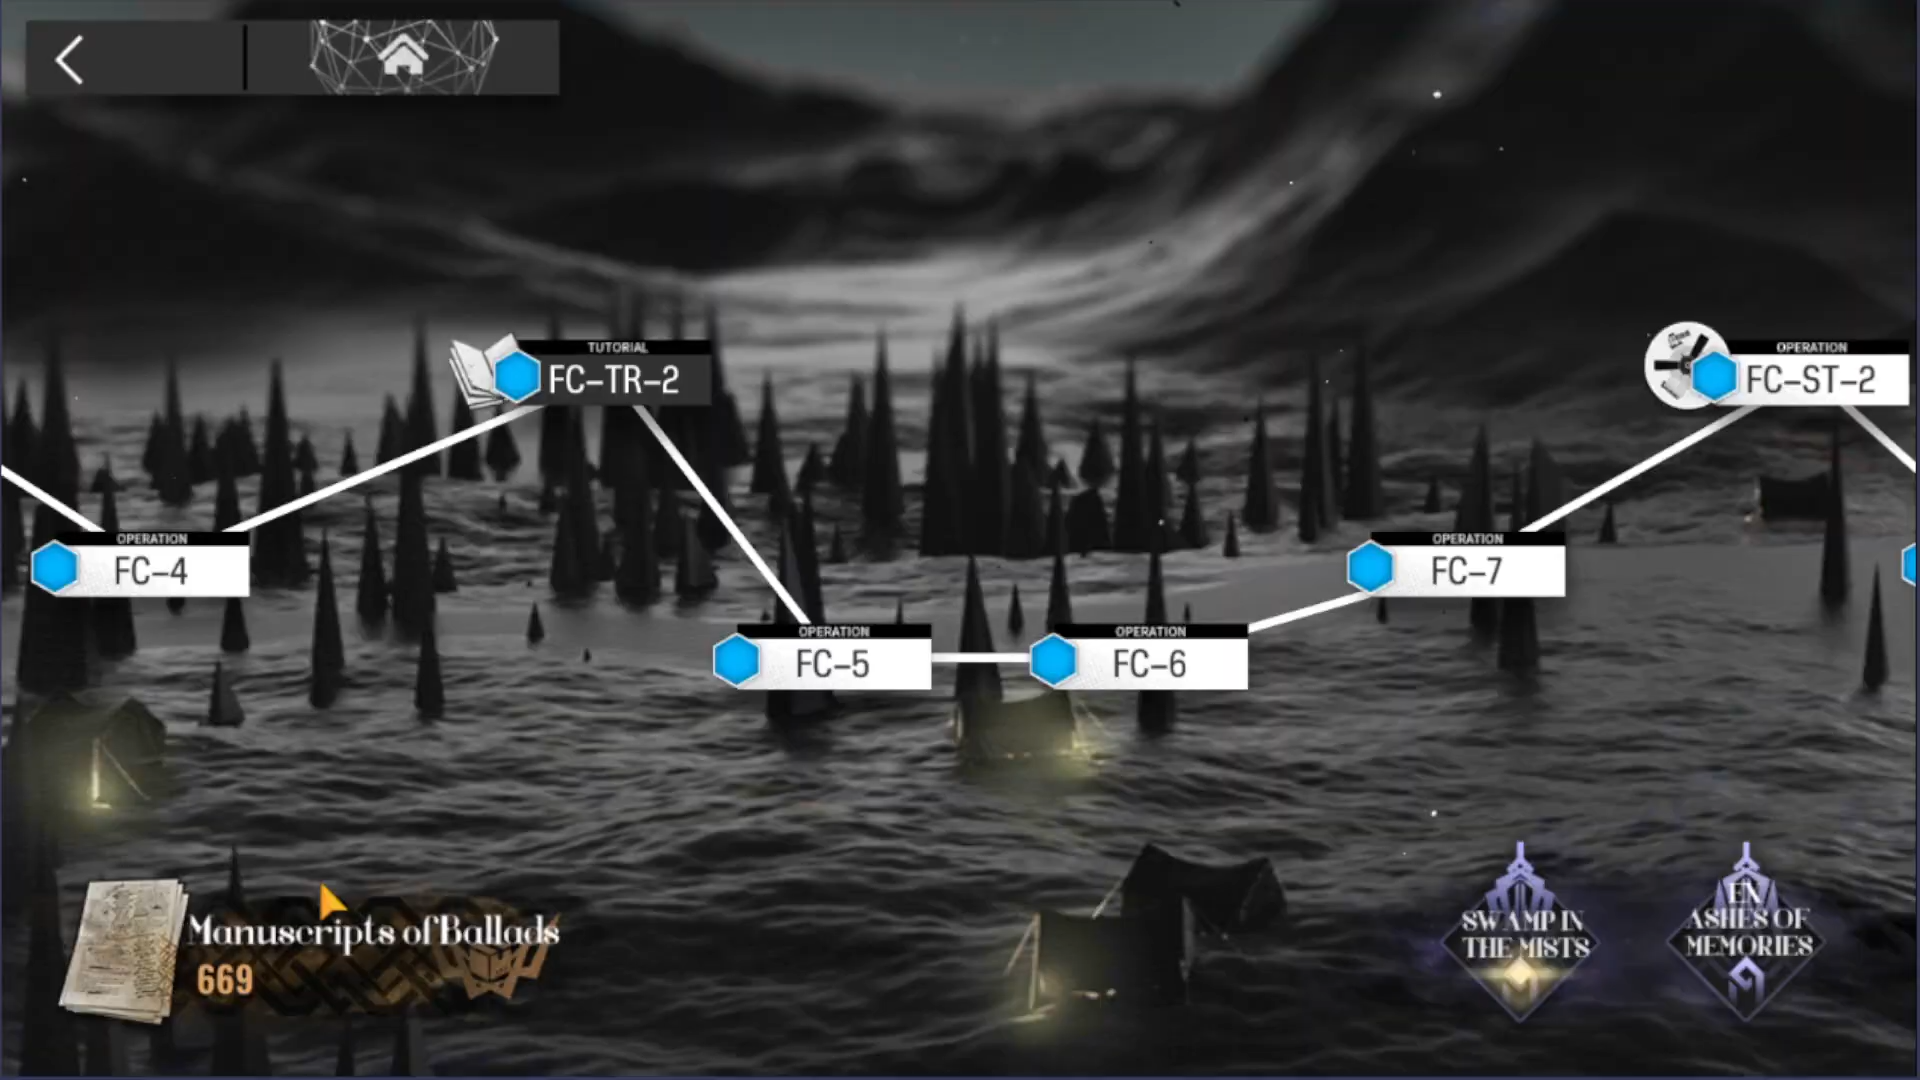 TUTORIAL
FC-TR-2
OPERATION
FC-ST-2
OPERATION
FC-4
OPERATION
FC-7
OPERATION
FC-5
OPERATION
FC-6
Manuscripts of Ballads
669
SWAMP IN
THE MISTS
EN
ASHES OF
MEMORIES